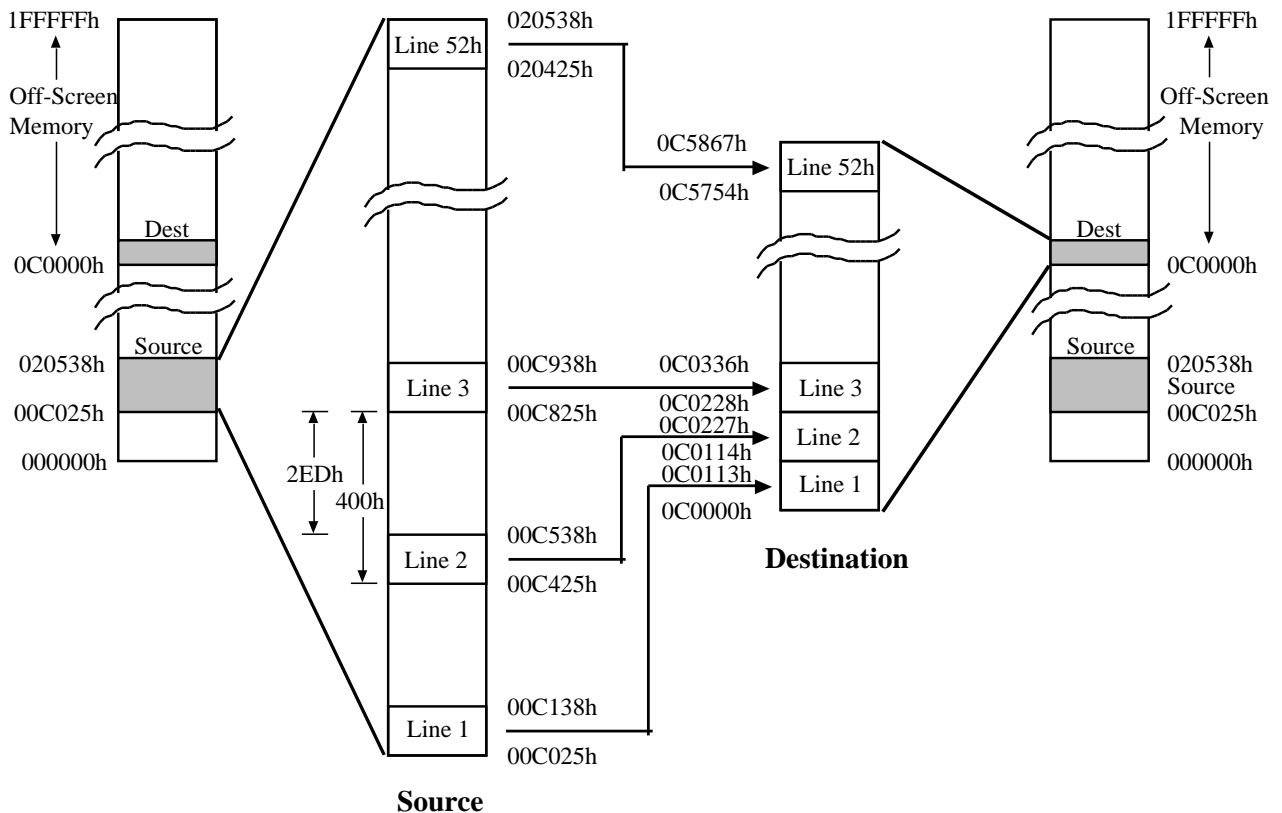 1FFFFFh
Off-Screen
Memory
Dest
0C0000h
Source
020538h
00C025h
000000h
Line 52h
020538h
020425h
Line 3
00C938h
00C825h
2EDh
400h
Line 2
00C538h
00C425h
Line 1
00C138h
00C025h
Source
0C5867h
Line 52h
0C5754h
0C0336h
Line 3
0C0228h
0C0227h
Line 2
0C0114h
0C0113h
Line 1
0C0000h
Destination
1FFFFFh
Off-Screen
Memory
Dest
0C0000h
Source
020538h
Source
00C025h
000000h